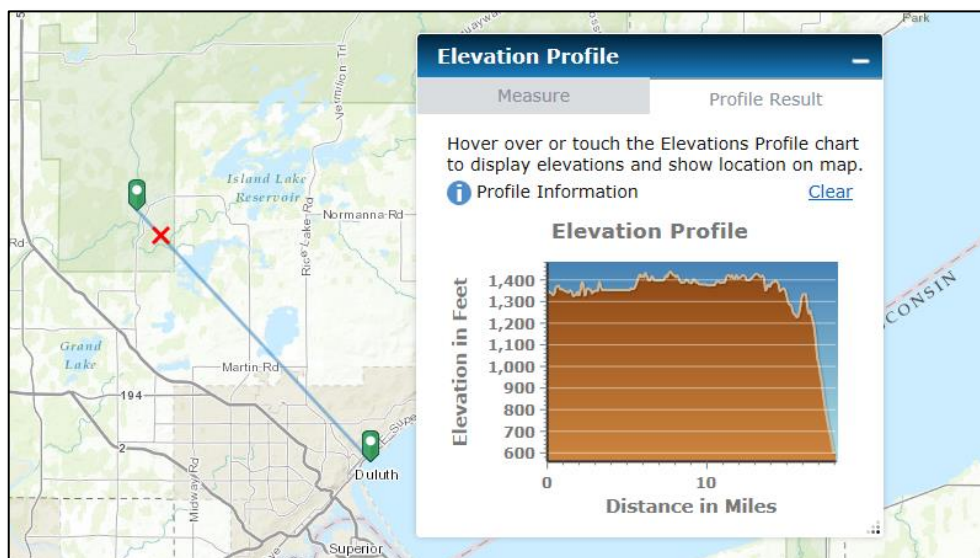 Park
Vermilion Trl
Island Lake
Reservoir
Normanna Rd
Rice Lake Rd
Rd
Grand
Lake
Martin Rd
194
2
Midway Rd
Duluth
Superior
CONSIN
Elevation Profile
Measure
Profile Result
Hover over or touch the Elevations Profile chart
to display elevations and show location on map.
i Profile Information Clear
Elevation Profile
Elevation in Feet
1,400
1,300
1,200
1,100
1,000
900
800
700
600
0 10
Distance in Miles